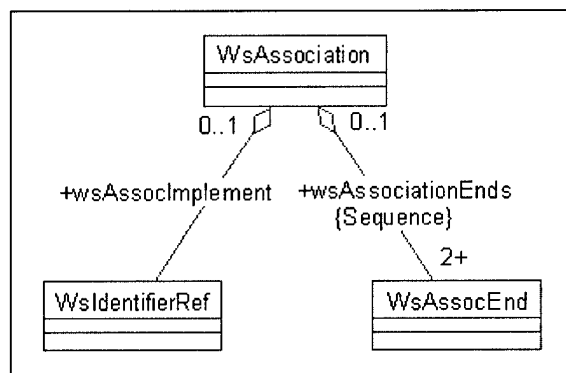 WsAssociation
0..1
0..1
+wsAssocImplement
+wsAssociationEnds
{Sequence}
2+
WsIdentifierRef
WsAssocEnd